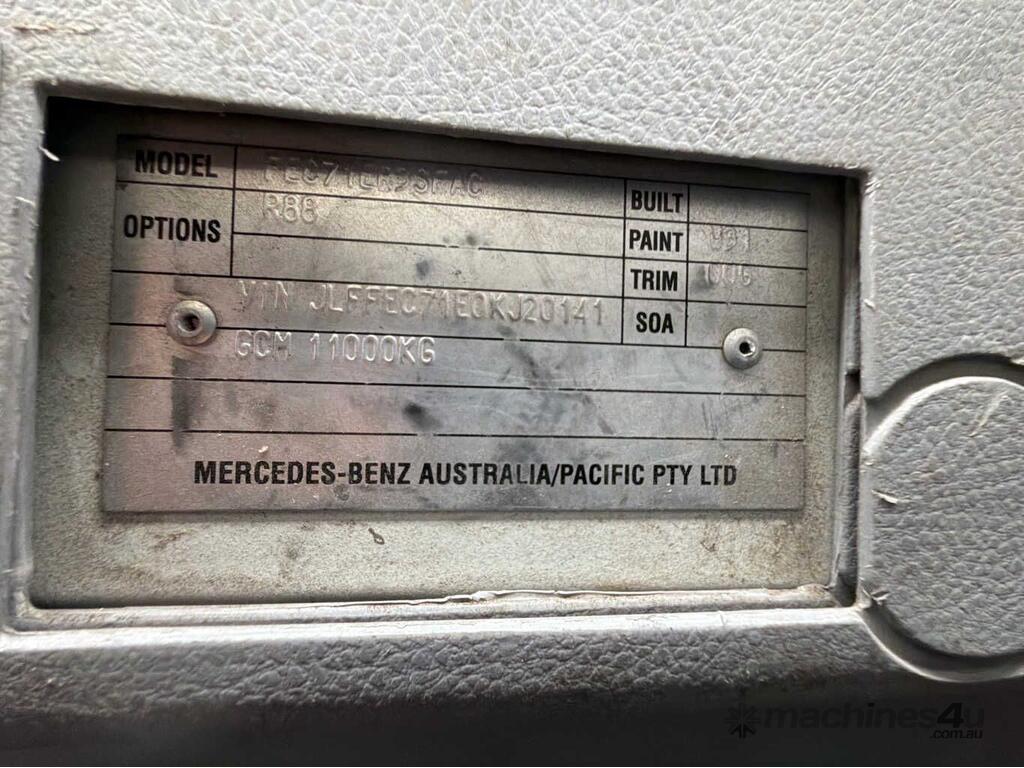 MODEL
OPTIONS R88
BUILT
PAINT
TRIM
SOA
VIN JLFFEC71E0KJ20141
GCM 11000KG
MERCEDES-BENZ AUSTRALIA/PACIFIC PTY LTD
machines4u
.com.au